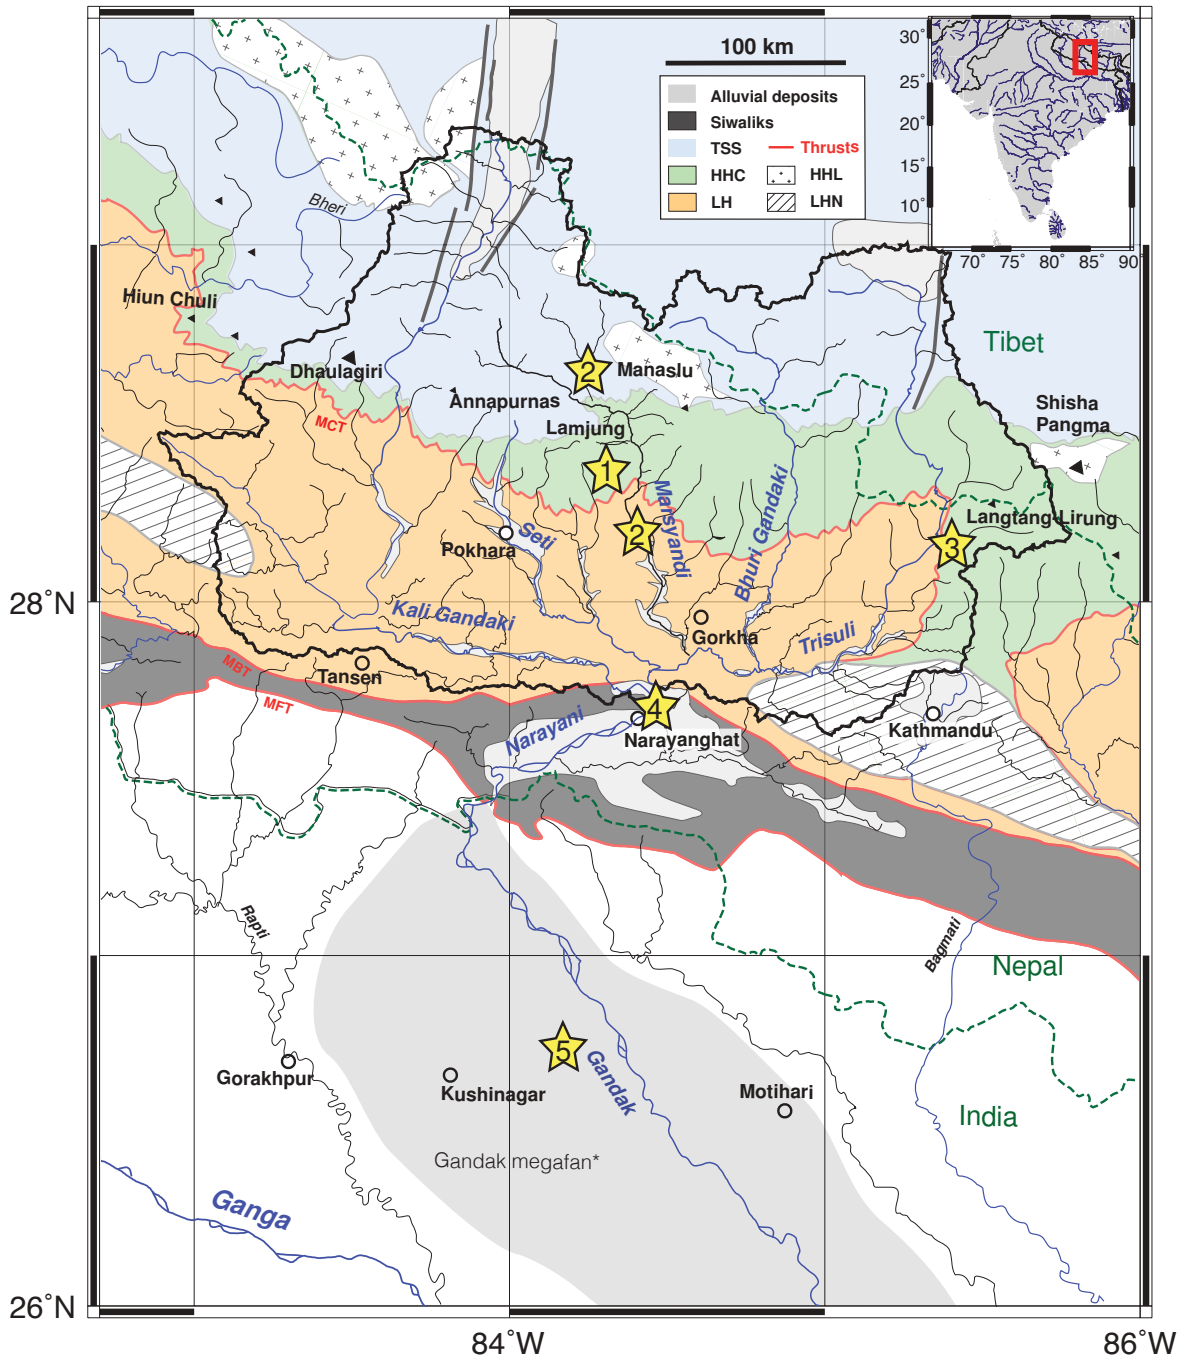 100 km
Alluvial deposits
Siwaliks
TSS
Thrusts
HHC
HHL
LH
LHN
30°
25°
20°
15°
10°
70°
75°
80°
85°
90°
Bheri
Hiun Chuli
Tibet
Dhaulagiri
2
Manaslu
Annapurnas
Shisha
Pangma
MCT
Lamjung
1
Marsyandi
Bhuri Gandaki
Langtang Lirung
Seti
2
3
Pokhara
28°N
Kali Gandaki
Gorkha
Trisuli
MBT
Tansen
MFT
4
Narayani
Narayanghat
Kathmandu
Rapti
Bagmati
Nepal
5
Gorakhpur
Gandak
Kushinagar
Motihari
India
Gandak megafan*
Ganga
26°N
84°W
86°W